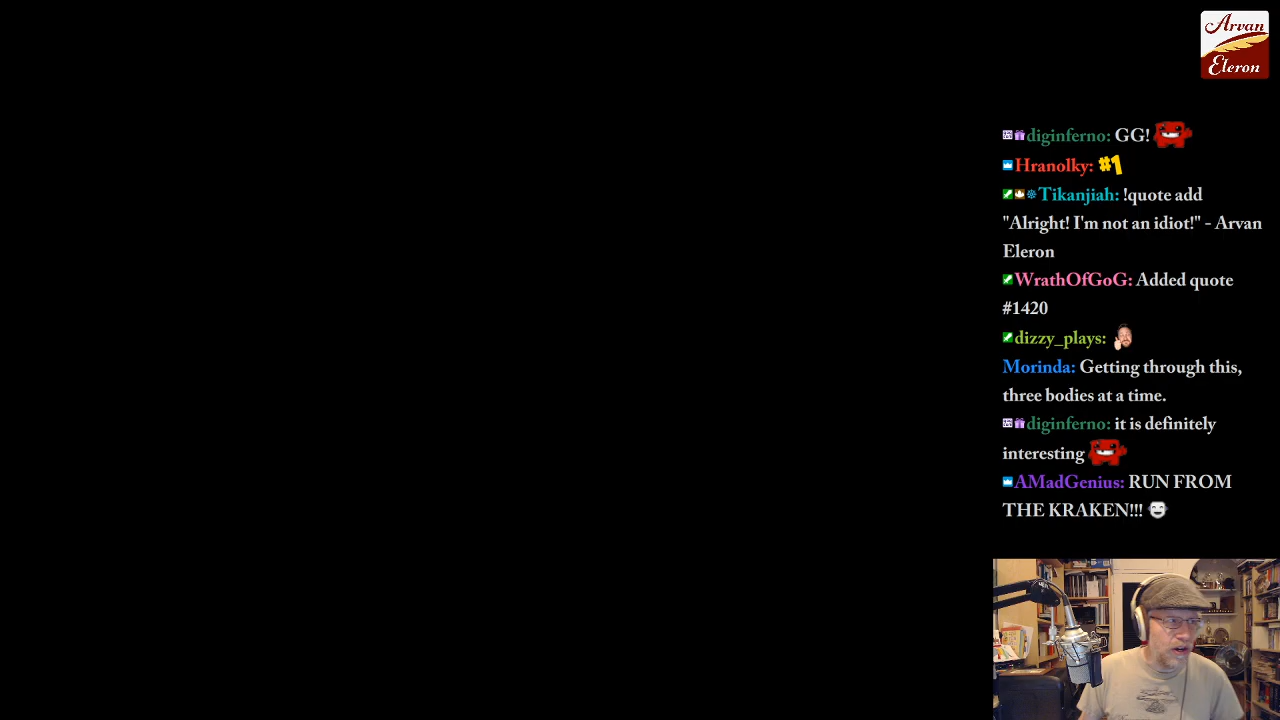 Arvan
Eleron
diginferno: GG!
Hranolky: #1
Tikanjiah: !quote add
"Alright! I'm not an idiot!" - Arvan
Eleron
WrathOfGoG: Added quote
#1420
dizzy_plays:
Morinda: Getting through this,
three bodies at a time.
diginferno: it is definitely
interesting
AMadGenius: RUN FROM
THE KRAKEN!!!